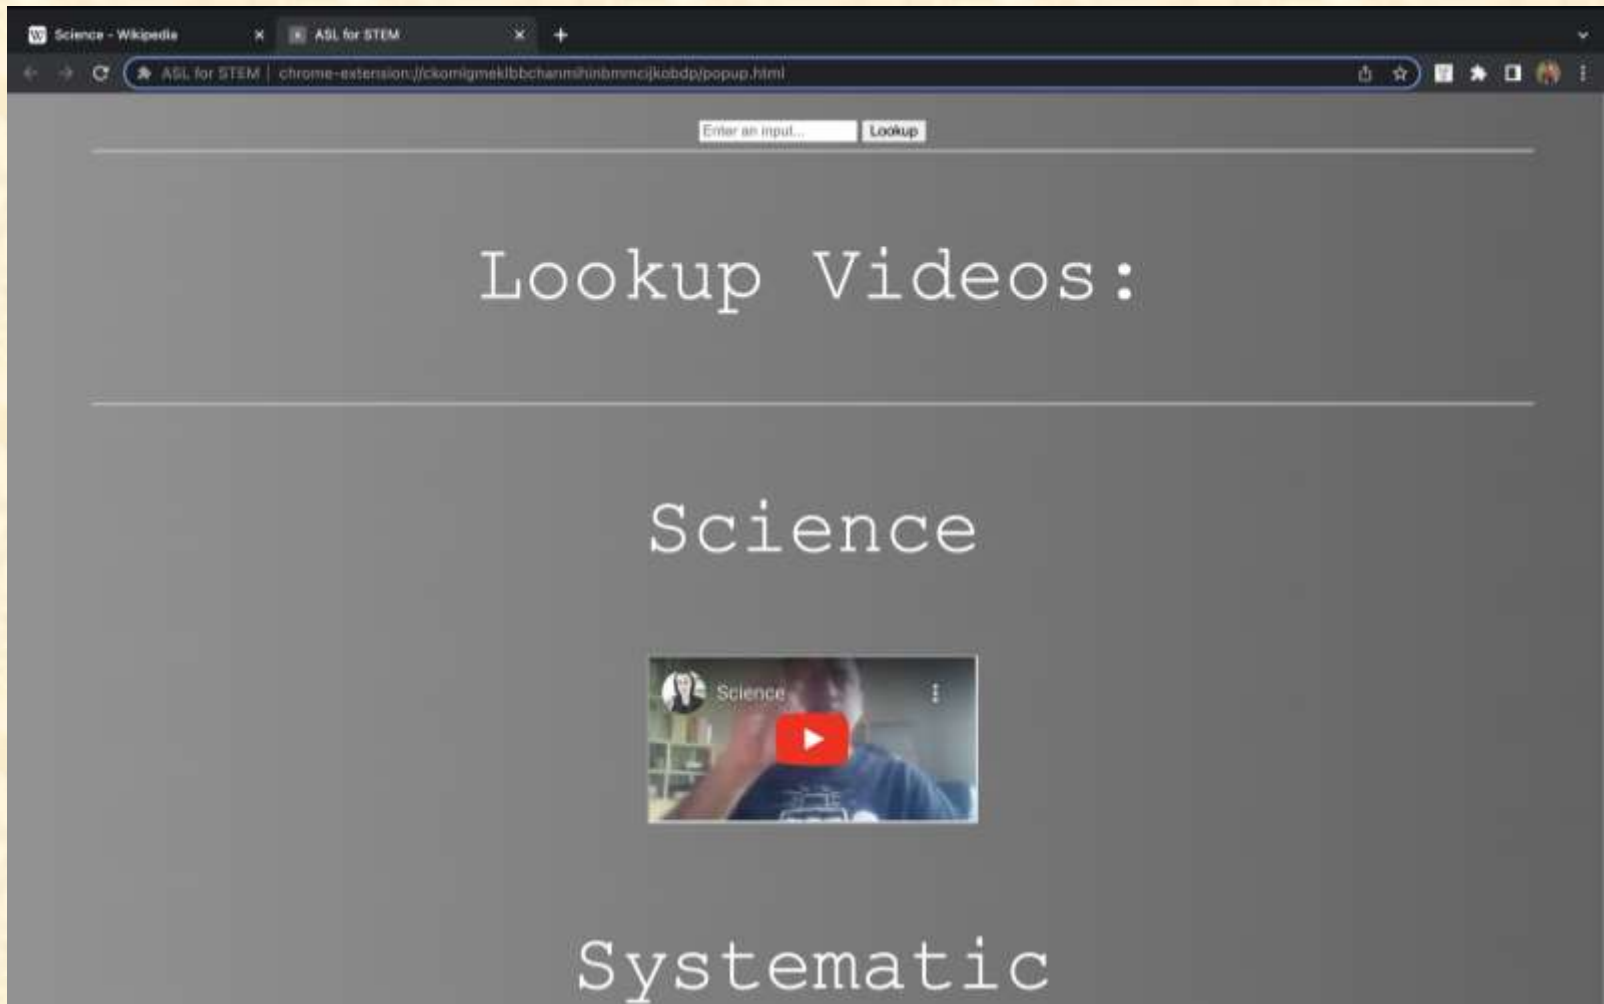 Science - Wikipedia
ASL for STEM
ASL for STEM | chrome-extension://ckomigmeklbbchanmihinbmmcijkobdp/popup.html
Enter an input... Lookup
Lookup Videos:
Science
Science
Systematic